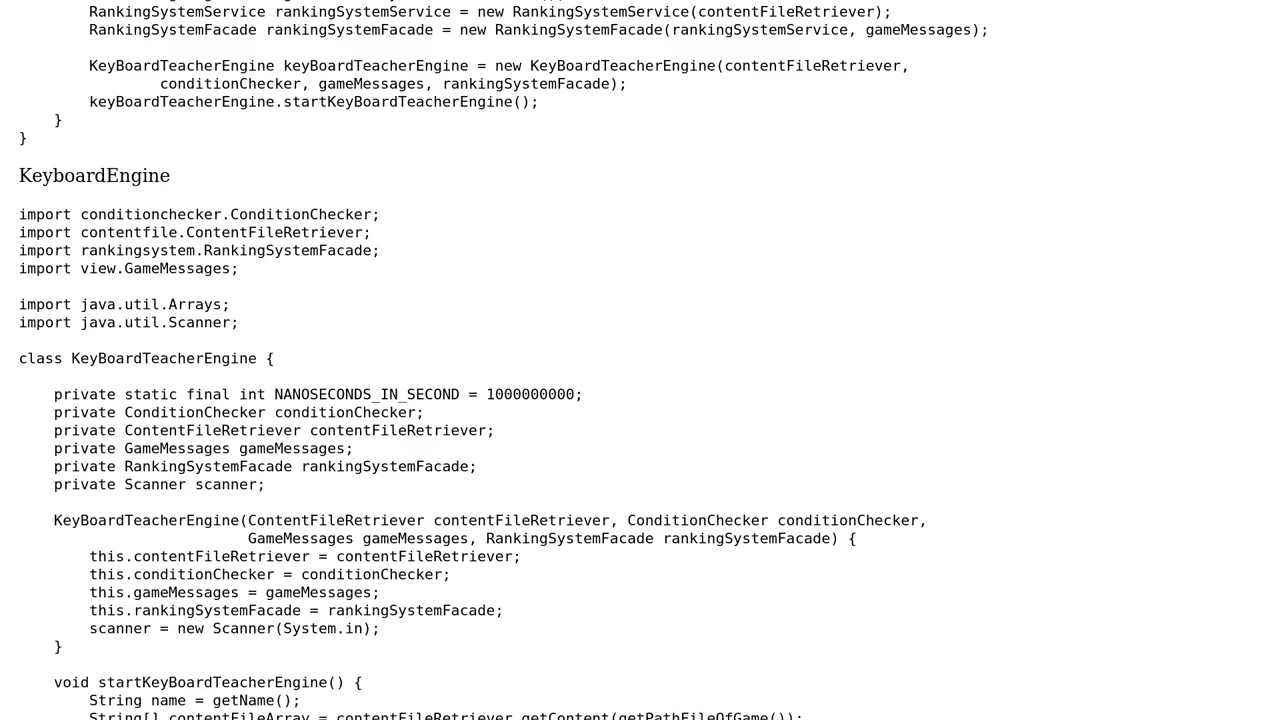 RankingSystemService rankingSystemService = new RankingSystemService(contentFileRetriever);
RankingSystemFacade rankingSystemFacade = new RankingSystemFacade(rankingSystemService, gameMessages);
KeyBoardTeacherEngine keyBoardTeacherEngine = new KeyBoardTeacherEngine(contentFileRetriever,
conditionChecker, gameMessages, rankingSystemFacade);
keyBoardTeacherEngine.startKeyBoardTeacherEngine();
}
}
KeyboardEngine
import conditionchecker.ConditionChecker;
import contentfile.ContentFileRetriever;
import rankingsystem.RankingSystemFacade;
import view.GameMessages;
import java.util.Arrays;
import java.util.Scanner;
class KeyBoardTeacherEngine {
private static final int NANOSECONDS_IN_SECOND = 1000000000;
private ConditionChecker conditionChecker;
private ContentFileRetriever contentFileRetriever;
private GameMessages gameMessages;
private RankingSystemFacade rankingSystemFacade;
private Scanner scanner;
KeyBoardTeacherEngine(ContentFileRetriever contentFileRetriever, ConditionChecker conditionChecker,
GameMessages gameMessages, RankingSystemFacade rankingSystemFacade) {
this.contentFileRetriever = contentFileRetriever;
this.conditionChecker = conditionChecker;
this.gameMessages = gameMessages;
this.rankingSystemFacade = rankingSystemFacade;
scanner = new Scanner(System.in);
}
void startKeyBoardTeacherEngine() {
String name = getName();
String[] contentFileArray = contentFileRetriever.getContent(getPathFileOfGame());